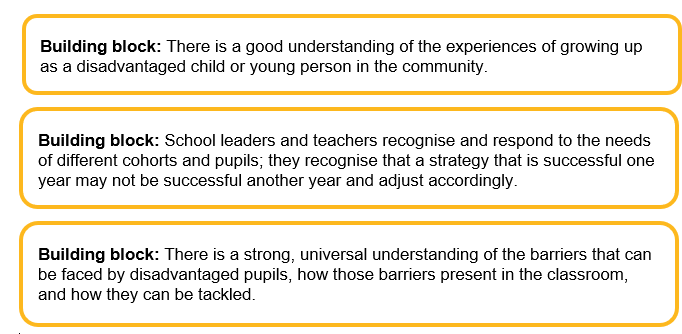 Building block: There is a good understanding of the experiences of growing up
as a disadvantaged child or young person in the community.
Building block: School leaders and teachers recognise and respond to the needs
of different cohorts and pupils; they recognise that a strategy that is successful one
year may not be successful another year and adjust accordingly.
Building block: There is a strong, universal understanding of the barriers that can
be faced by disadvantaged pupils, how those barriers present in the classroom,
and how they can be tackled.